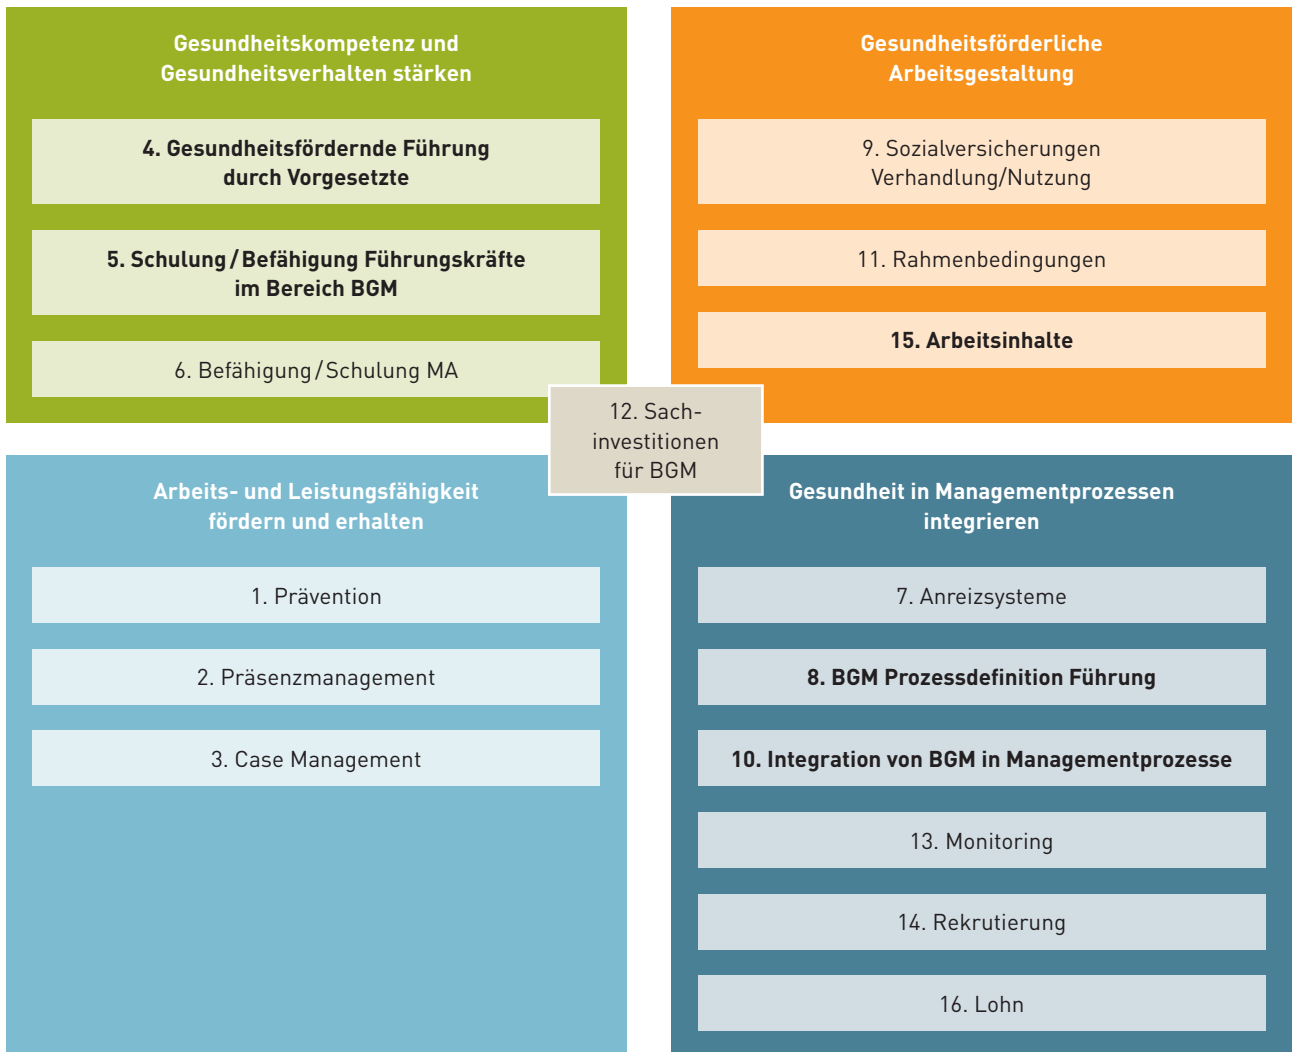 Gesundheitskompetenz und
Gesundheitsverhalten stärken
4. Gesundheitsfördernde Führung
durch Vorgesetzte
5. Schulung / Befähigung Führungskräfte
im Bereich BGM
6. Befähigung / Schulung MA
Gesundheitsförderliche
Arbeitsgestaltung
9. Sozialversicherungen
Verhandlung/Nutzung
11. Rahmenbedingungen
15. Arbeitsinhalte
12. Sach-
investitionen
für BGM
Arbeits- und Leistungsfähigkeit
fördern und erhalten
1. Prävention
2. Präsenzmanagement
3. Case Management
Gesundheit in Managementprozessen
integrieren
7. Anreizsysteme
8. BGM Prozessdefinition Führung
10. Integration von BGM in Managementprozesse
13. Monitoring
14. Rekrutierung
16. Lohn